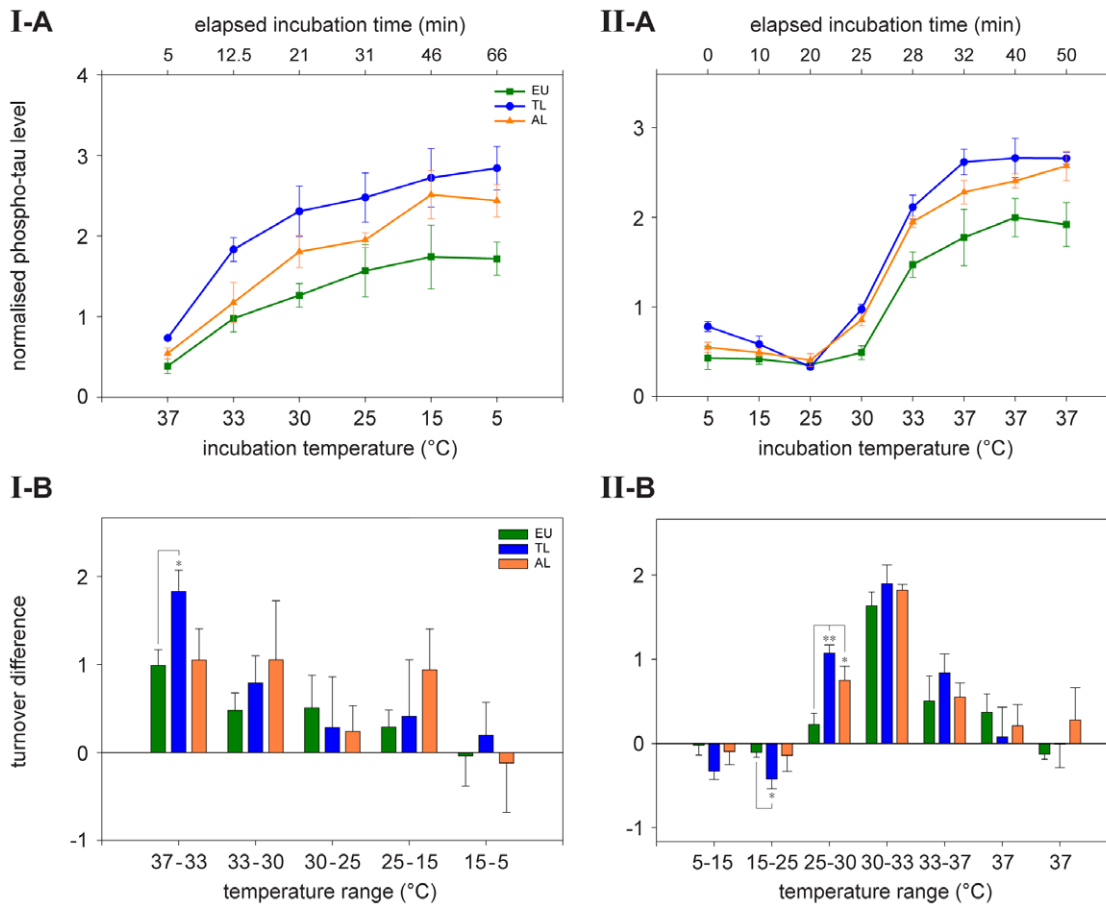 I-A
elapsed incubation time (min)
5 12.5 21 31 46 66
normalised phospho-tau level
4
3
2
1
0
EU
TL
AL
37 33 30 25 15 5
incubation temperature (°C)
II-A
elapsed incubation time (min)
0 10 20 25 28 32 40 50
3
2
1
0
5 15 25 30 33 37 37 37
incubation temperature (°C)
I-B
turnover difference
2
1
0
-1
EU
TL
AL
*
37-33 33-30 30-25 25-15 15-5
temperature range (°C)
II-B
2
1
0
-1
**
*
*
5-15 15-25 25-30 30-33 33-37 37 37
temperature range (°C)